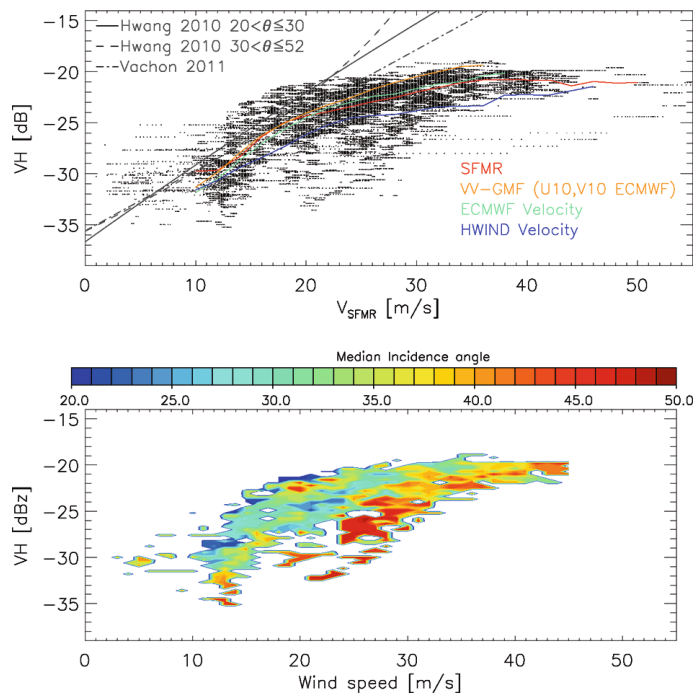 Hwang 2010 20<θ≦30
Hwang 2010 30<θ≦52
Vachon 2011
-15
-20
-25
-30
-35
VH [dB]
SFMR
VV-GMF (U10,V10 ECMWF)
ECMWF Velocity
HWIND Velocity
0 10 20 30 40 50
V_SFMR [m/s]
Median Incidence angle
20.0 25.0 30.0 35.0 40.0 45.0 50.0
-15
-20
-25
-30
-35
VH [dBz]
0 10 20 30 40 50
Wind speed [m/s]